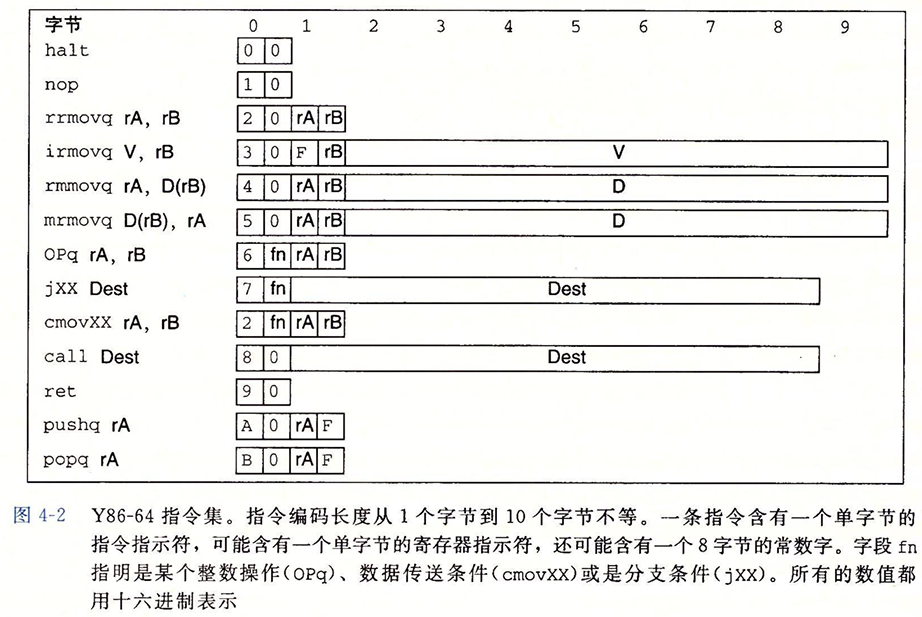 字节 0 1 2 3 4 5 6 7 8 9
halt 0 0
nop 1 0
rrmovq rA, rB 2 0 rA rB
irmovq V, rB 3 0 F rB V
rmmovq rA, D(rB) 4 0 rA rB D
mrmovq D(rB), rA 5 0 rA rB D
OPq rA, rB 6 fn rA rB
jXX Dest 7 fn Dest
cmovXX rA, rB 2 fn rA rB
call Dest 8 0 Dest
ret 9 0
pushq rA A 0 rA F
popq rA B 0 rA F
图 4-2 Y86-64 指令集。指令编码长度从 1 个字节到 10 个字节不等。一条指令含有一个单字节的
指令指示符，可能含有一个单字节的寄存器指示符，还可能含有一个 8 字节的常数字。字段 fn
指明是某个整数操作(OPq)、数据传送条件(cmovXX)或是分支条件(jXX)。所有的数值都
用十六进制表示